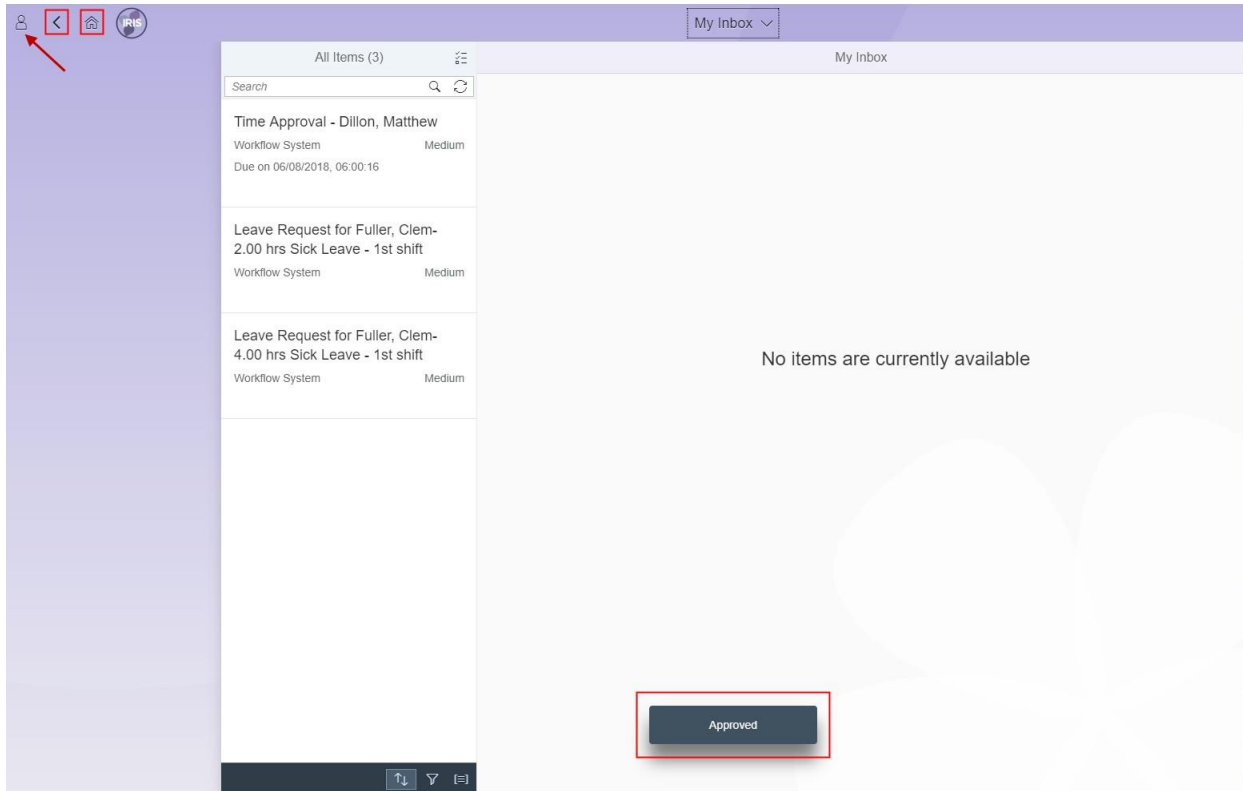 IRIS
My Inbox
All Items (3)
My Inbox
Search
Time Approval - Dillon, Matthew
Workflow System Medium
Due on 06/08/2018, 06:00:16
Leave Request for Fuller, Clem-
2.00 hrs Sick Leave - 1st shift
Workflow System Medium
Leave Request for Fuller, Clem-
4.00 hrs Sick Leave - 1st shift
Workflow System Medium
No items are currently available
Approved